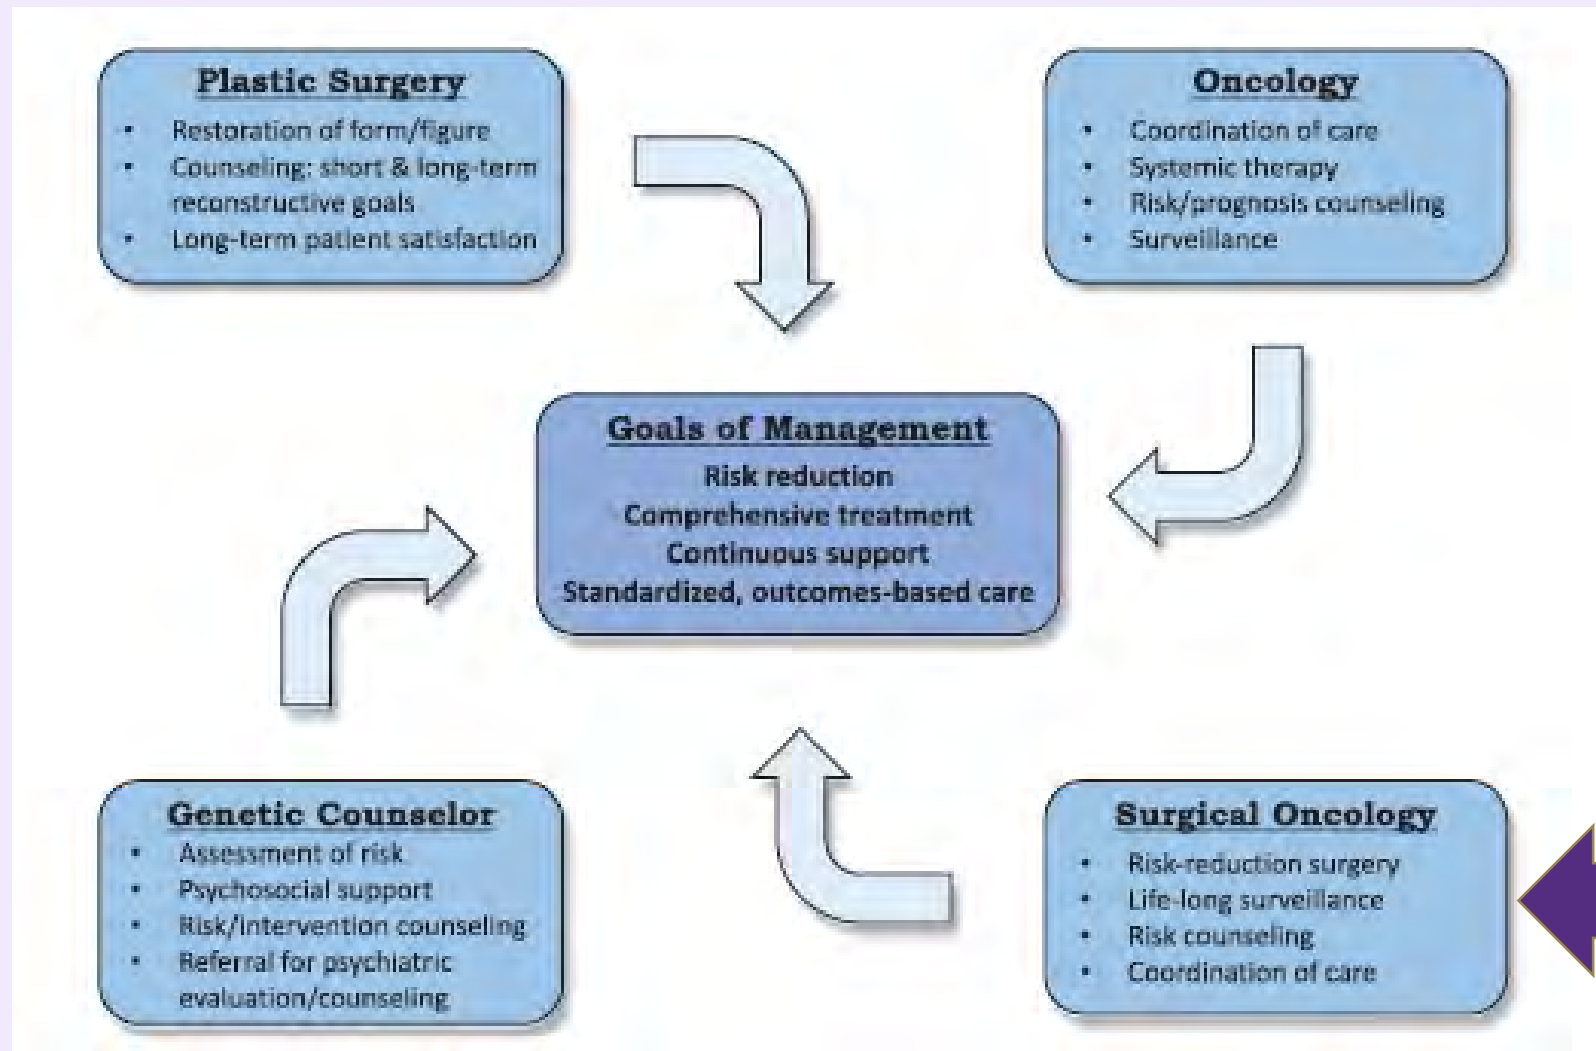 Plastic Surgery
• Restoration of form/figure
• Counseling: short & long-term
reconstructive goals
• Long-term patient satisfaction
Oncology
• Coordination of care
• Systemic therapy
• Risk/prognosis counseling
• Surveillance
Goals of Management
Risk reduction
Comprehensive treatment
Continuous support
Standardized, outcomes-based care
Genetic Counselor
• Assessment of risk
• Psychosocial support
• Risk/intervention counseling
• Referral for psychiatric
evaluation/counseling
Surgical Oncology
• Risk-reduction surgery
• Life-long surveillance
• Risk counseling
• Coordination of care